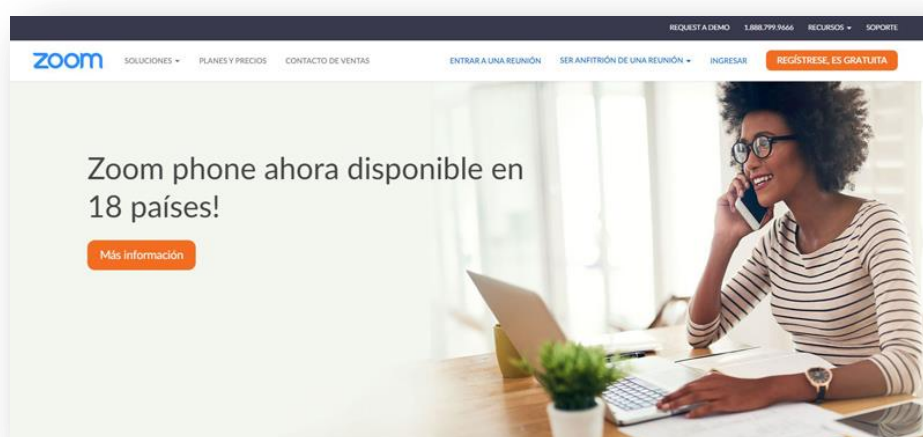 REQUEST A DEMO 1.888.799.9666 RECURSOS SOPORTE
zoom SOLUCIONES PLANES Y PRECIOS CONTACTO DE VENTAS ENTRAR A UNA REUNIÓN SER ANFITRIÓN DE UNA REUNIÓN INGRESAR REGÍSTRESE, ES GRATUITA
Zoom phone ahora disponible en
18 países!
Más información